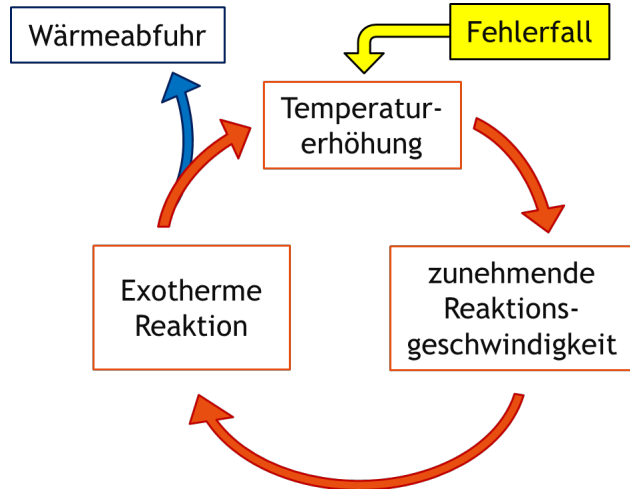 Wärmeabfuhr
Fehlerfall
Temperatur-
erhöhung
zunehmende
Reaktions-
geschwindigkeit
Exotherme
Reaktion